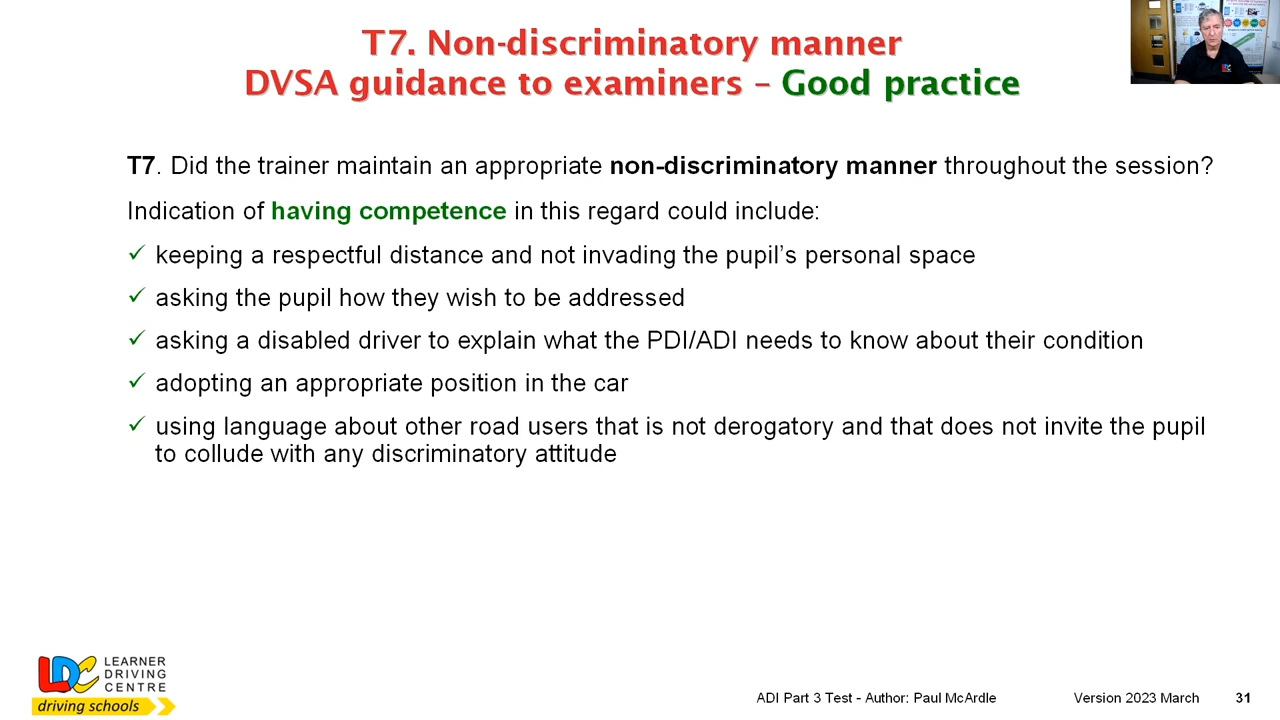 T7. Non-discriminatory manner
DVSA guidance to examiners – Good practice
T7. Did the trainer maintain an appropriate non-discriminatory manner throughout the session?
Indication of having competence in this regard could include:
✓ keeping a respectful distance and not invading the pupil’s personal space
✓ asking the pupil how they wish to be addressed
✓ asking a disabled driver to explain what the PDI/ADI needs to know about their condition
✓ adopting an appropriate position in the car
✓ using language about other road users that is not derogatory and that does not invite the pupil
to collude with any discriminatory attitude
LDC
LEARNER
DRIVING
CENTRE
driving schools
ADI Part 3 Test - Author: Paul McArdle
Version 2023 March
31